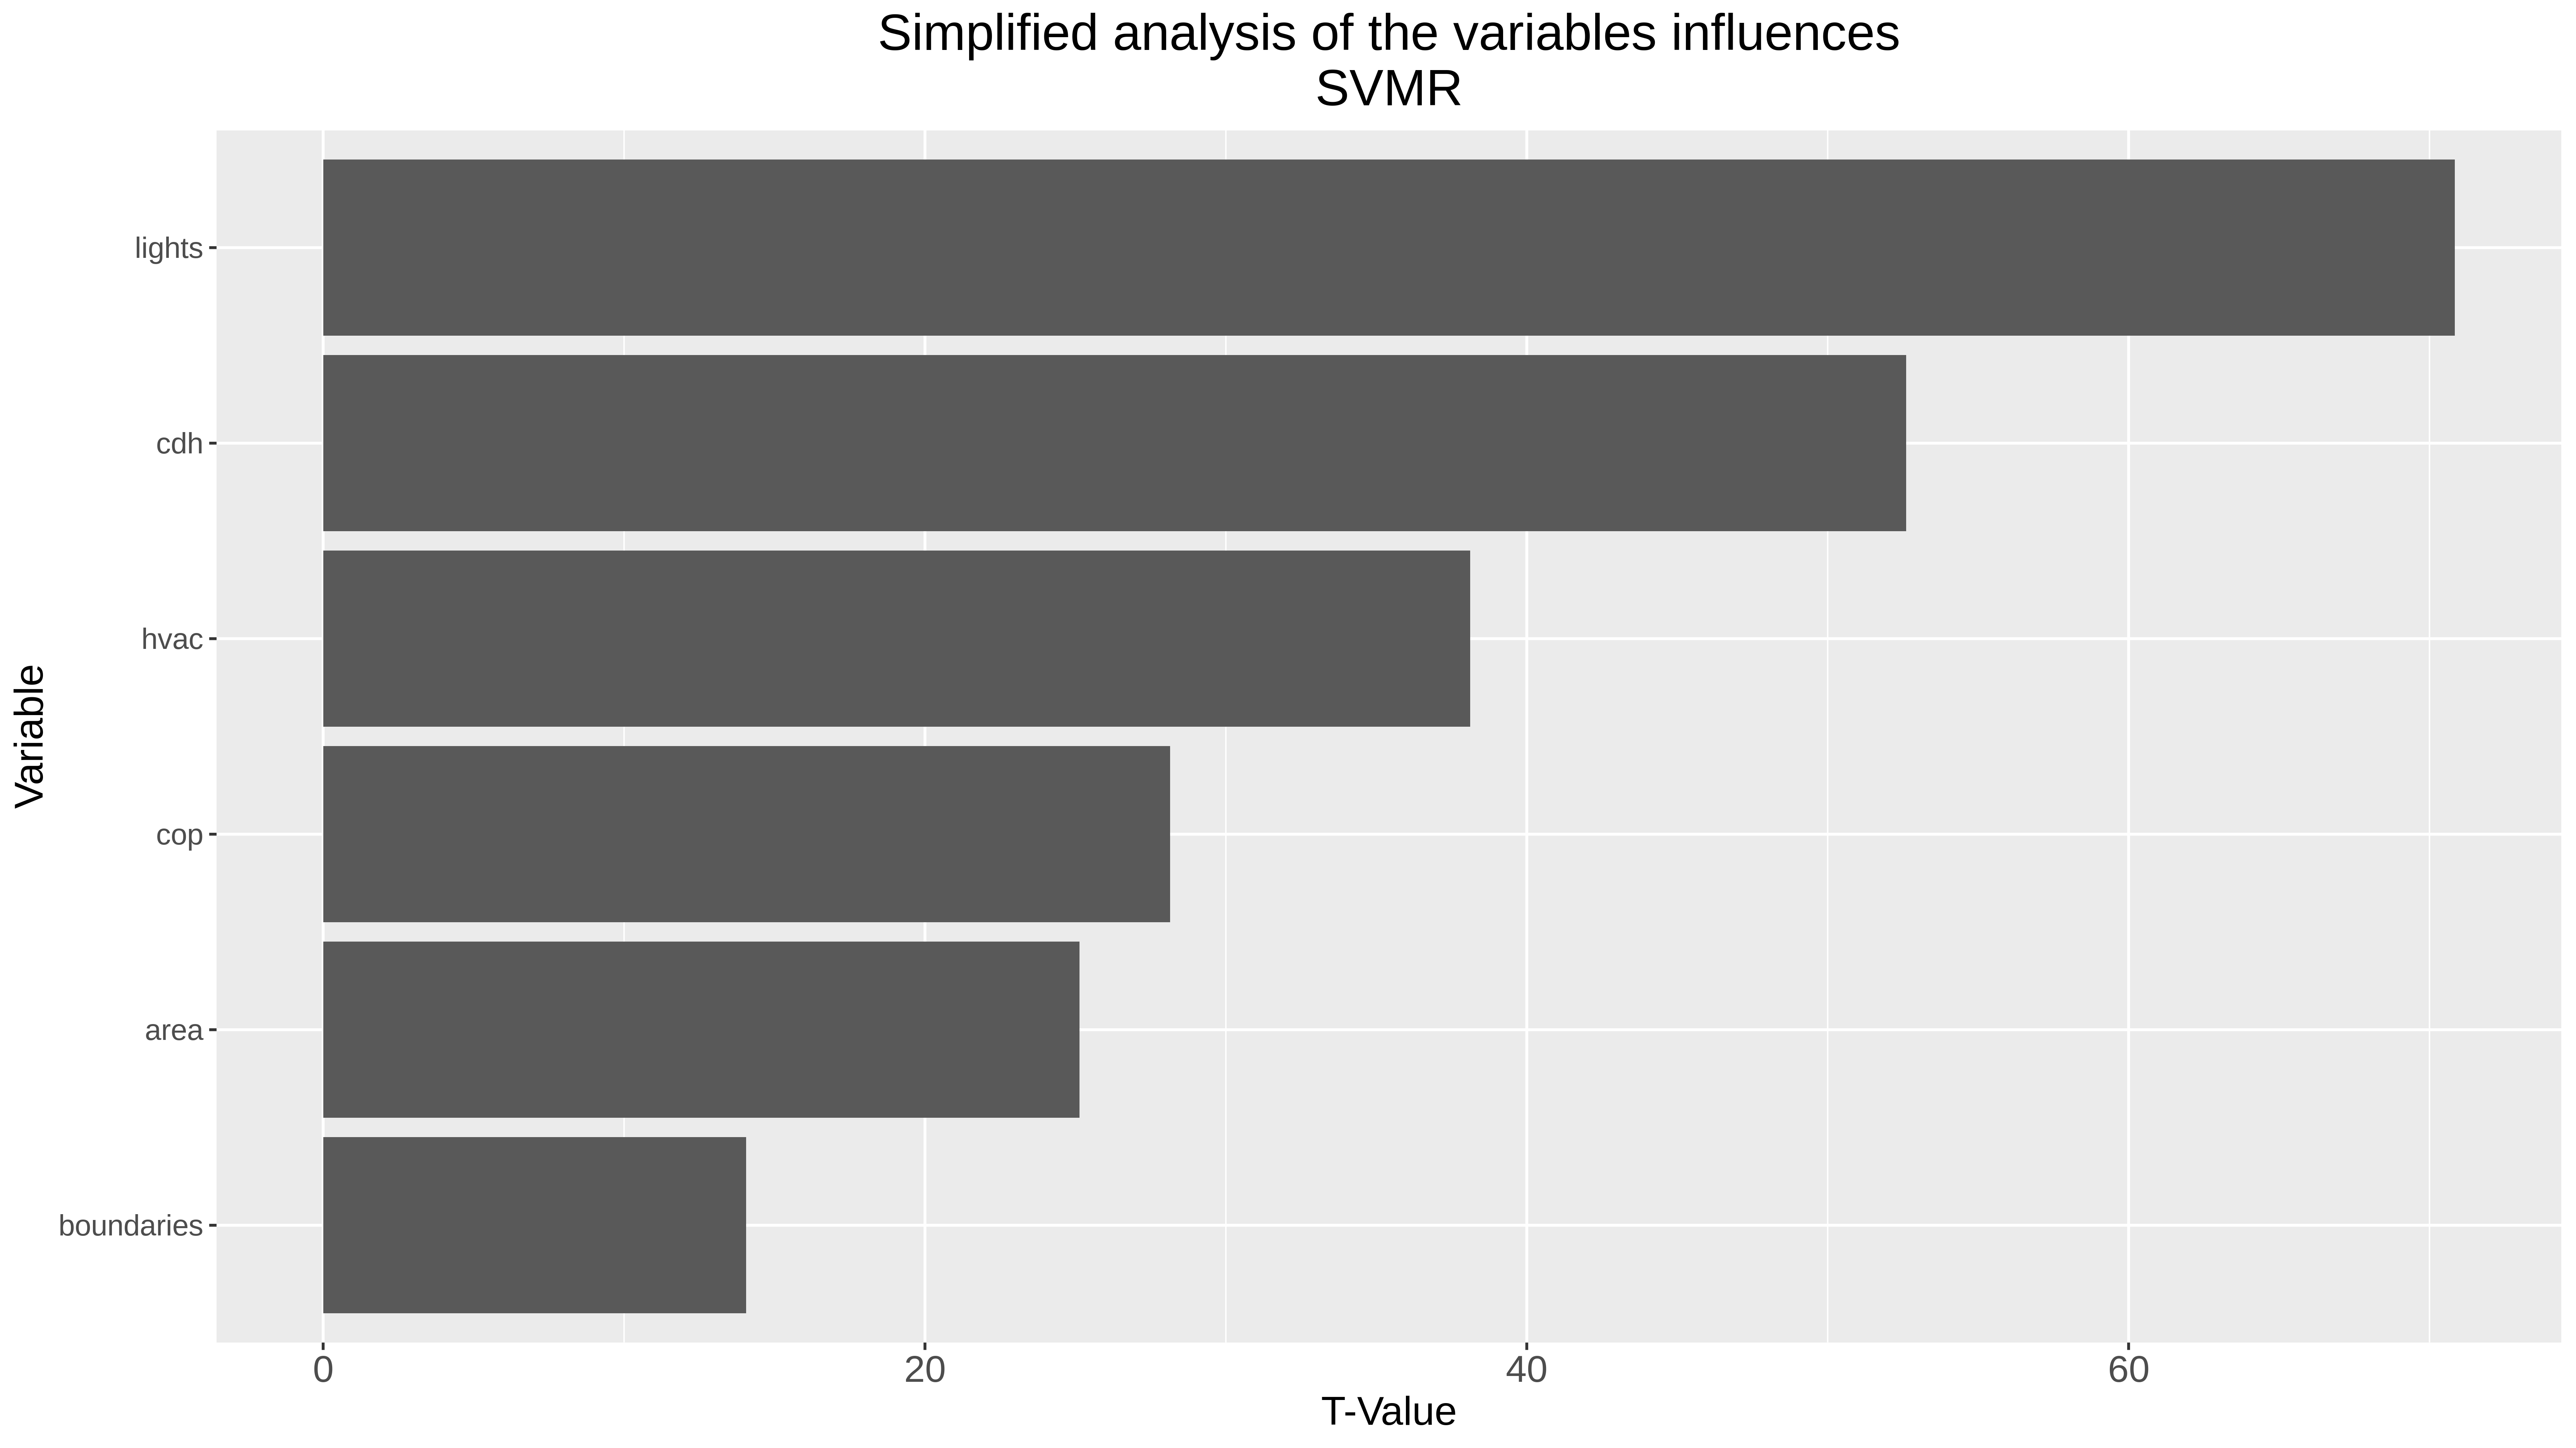 Simplified analysis of the variables influences
SVMR
Variable
lights
cdh
hvac
cop
area
boundaries
0 20 40 60
T-Value